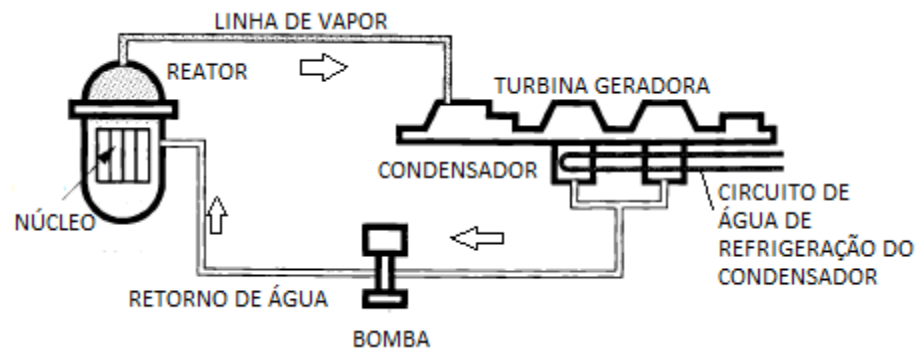 LINHA DE VAPOR
REATOR
TURBINA GERADORA
CONDENSADOR
NÚCLEO
CIRCUITO DE
ÁGUA DE
REFRIGERAÇÃO DO
CONDENSADOR
RETORNO DE ÁGUA
BOMBA